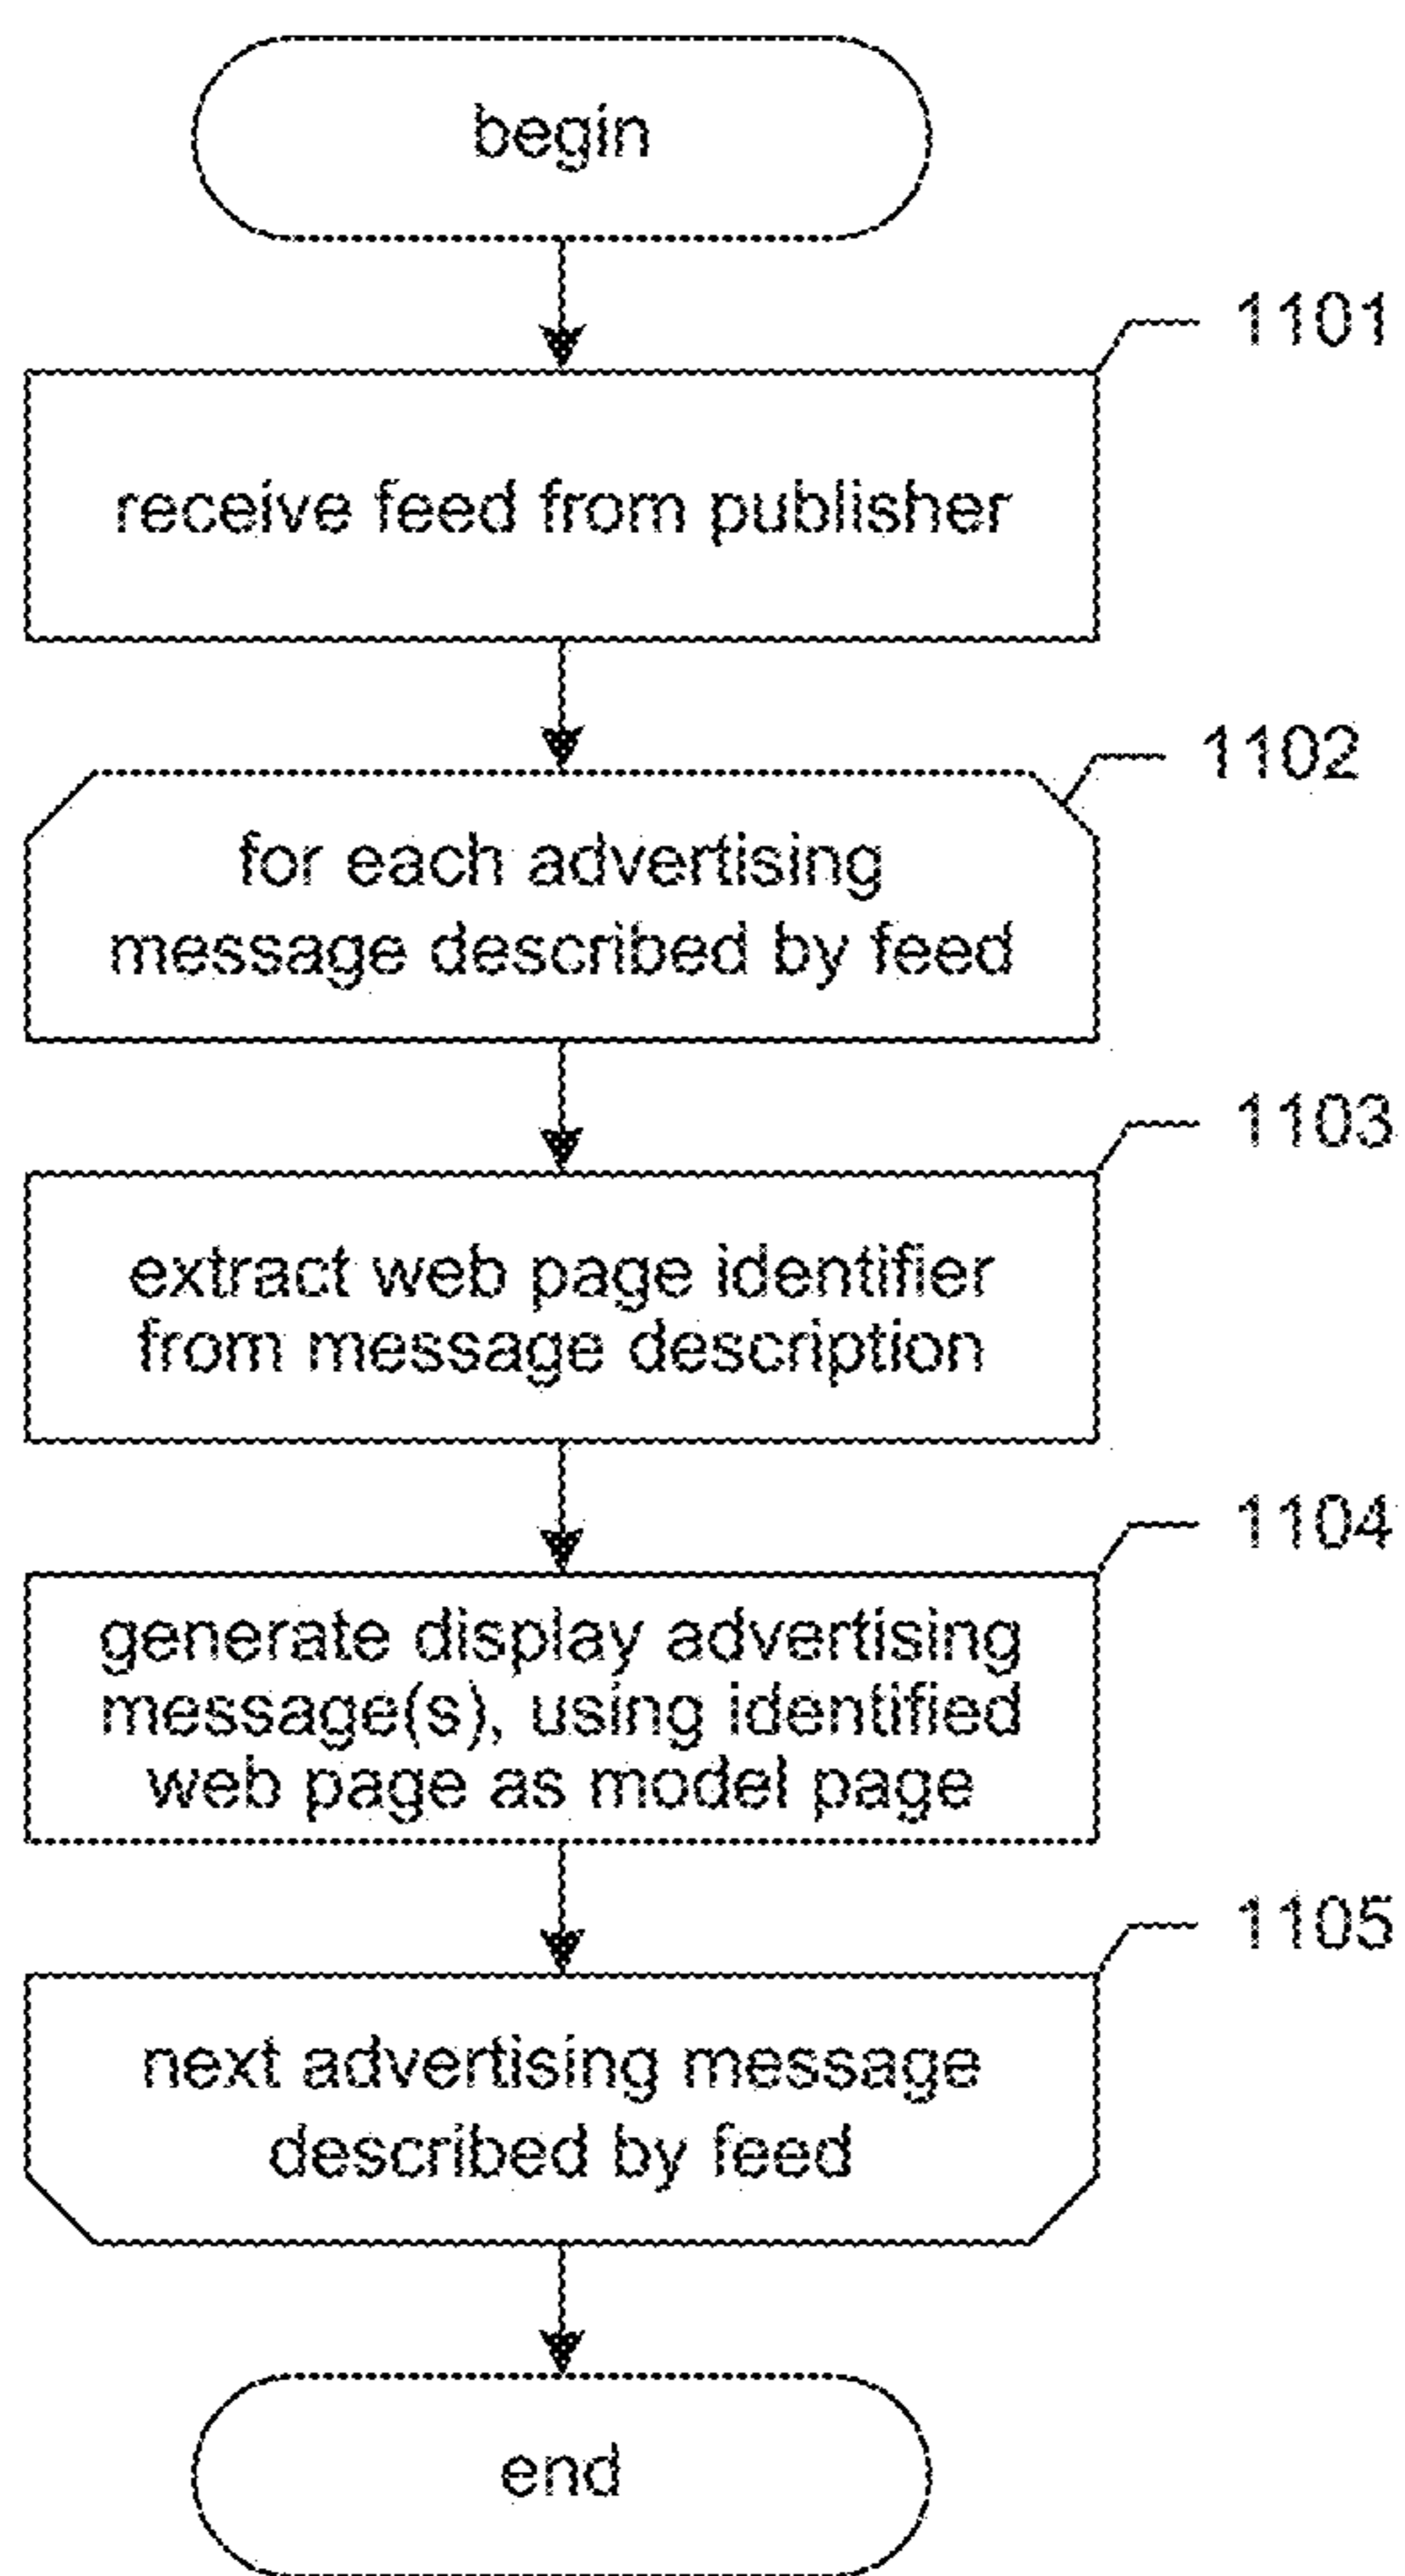 begin
1101
receive feed from publisher
1102
for each advertising
message described by feed
1103
extract web page identifier
from message description
1104
generate display advertising
message(s), using identified
web page as model page
1105
next advertising message
described by feed
end